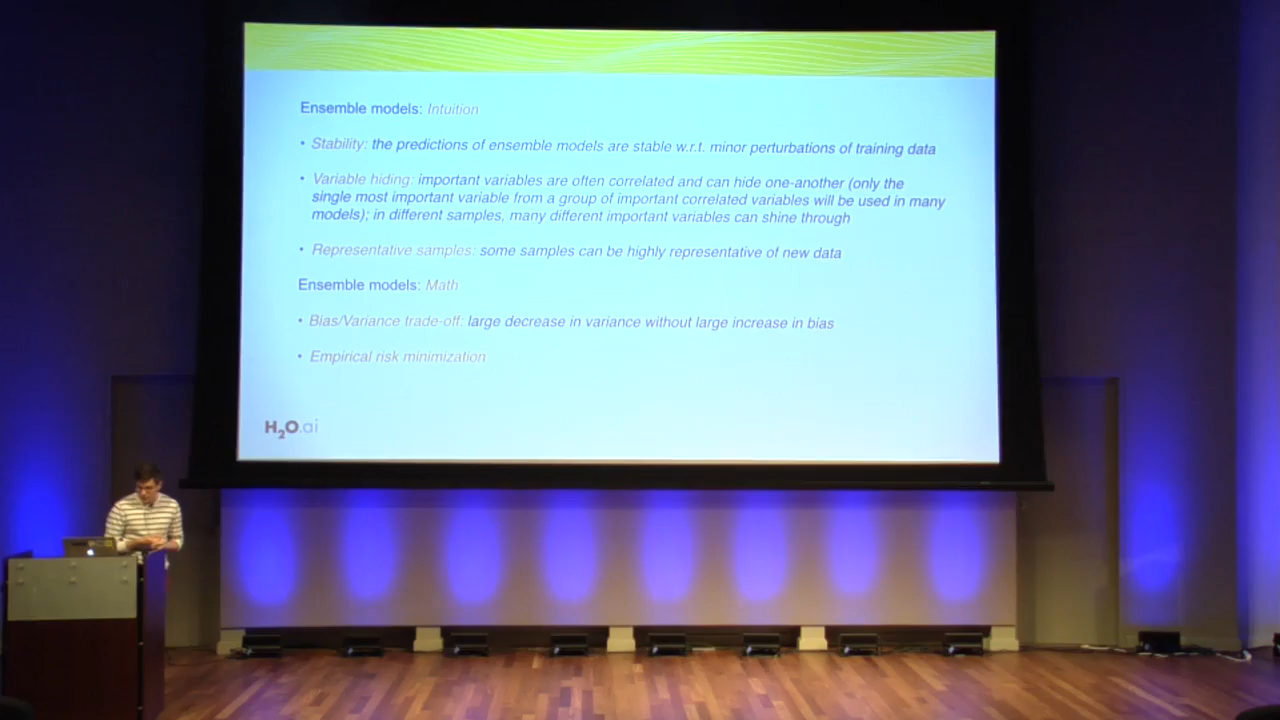 Ensemble models: Intuition
• Stability: the predictions of ensemble models are stable w.r.t. minor perturbations of training data
• Variable hiding: important variables are often correlated and can hide one-another (only the
single most important variable from a group of important correlated variables will be used in many
models); in different samples, many different important variables can shine through
• Representative samples: some samples can be highly representative of new data
Ensemble models: Math
• Bias/Variance trade-off: large decrease in variance without large increase in bias
• Empirical risk minimization
H2O.ai